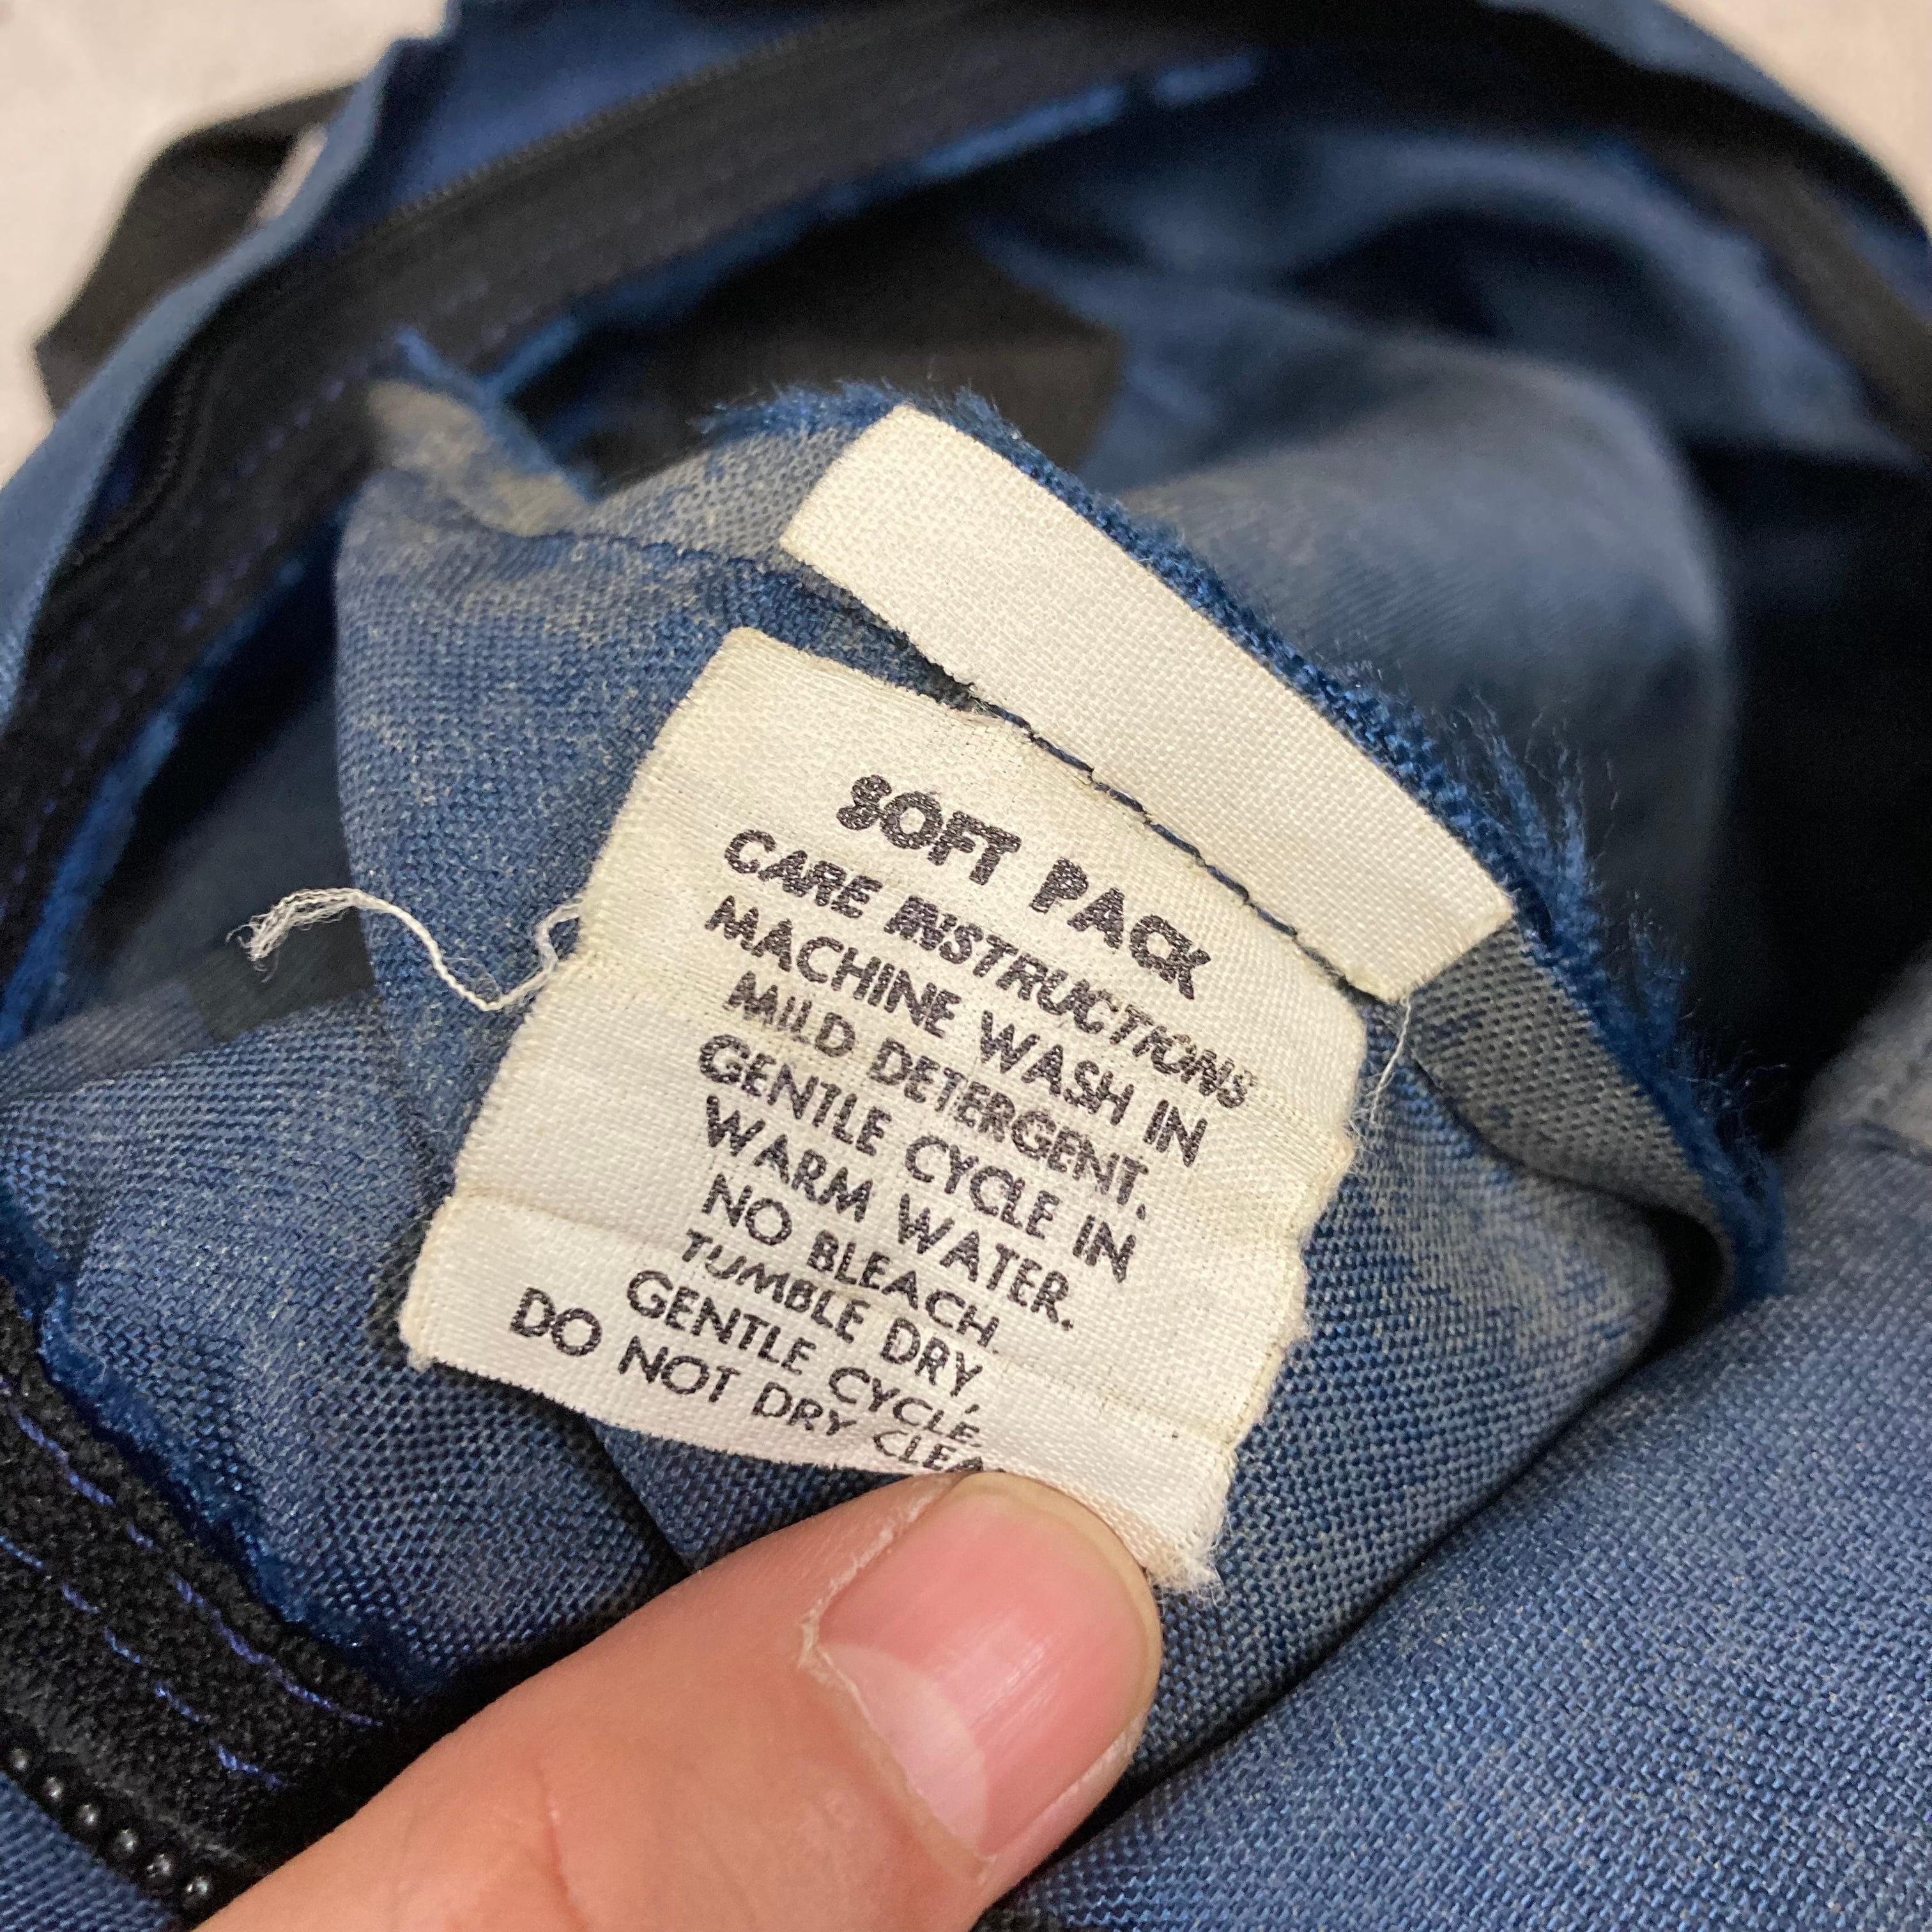 SOFT PACK
CARE INSTRUCTIONS
MACHINE WASH IN
MILD DETERGENT.
GENTLE CYCLE IN
WARM WATER.
NO BLEACH.
TUMBLE DRY,
GENTLE CYCLE.
DO NOT DRY CLEA